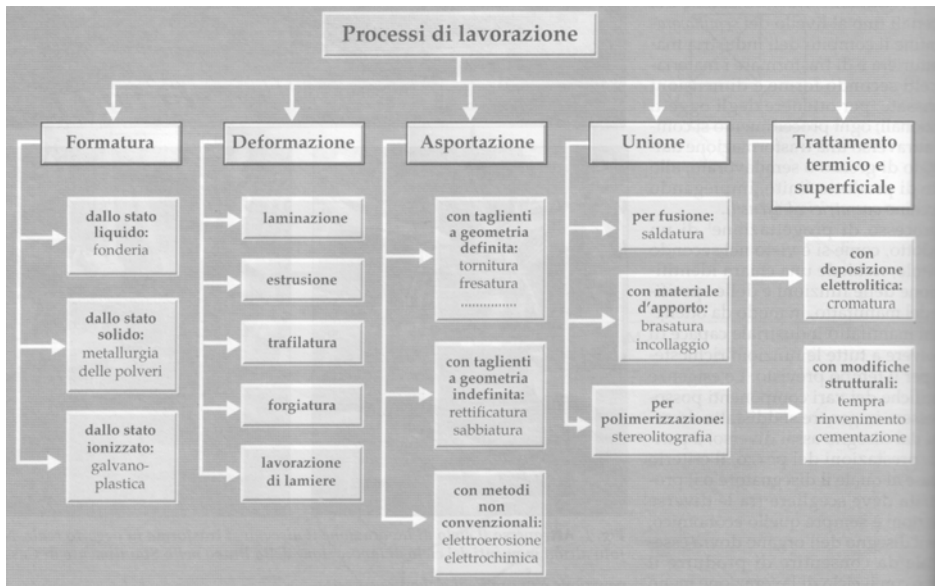 Processi di lavorazione
Formatura
dallo stato
liquido:
fonderia
dallo stato
solido:
metallurgia
delle polveri
dallo stato
ionizzato:
galvano-
plastica
Deformazione
laminazione
estrusione
trafilatura
forgiatura
lavorazione
di lamiere
Asportazione
con taglienti
a geometria
definita:
tornitura
fresatura
..............
con taglienti
a geometria
indefinita:
rettificatura
sabbiatura
con metodi
non
convenzionali:
elettroerosione
elettrochimica
Unione
per fusione:
saldatura
con materiale
d'apporto:
brasatura
incollaggio
per
polimerizzazione:
stereolitografia
Trattamento
termico e
superficiale
con
deposizione
elettrolitica:
cromatura
con modifiche
strutturali:
tempra
rinvenimento
cementazione